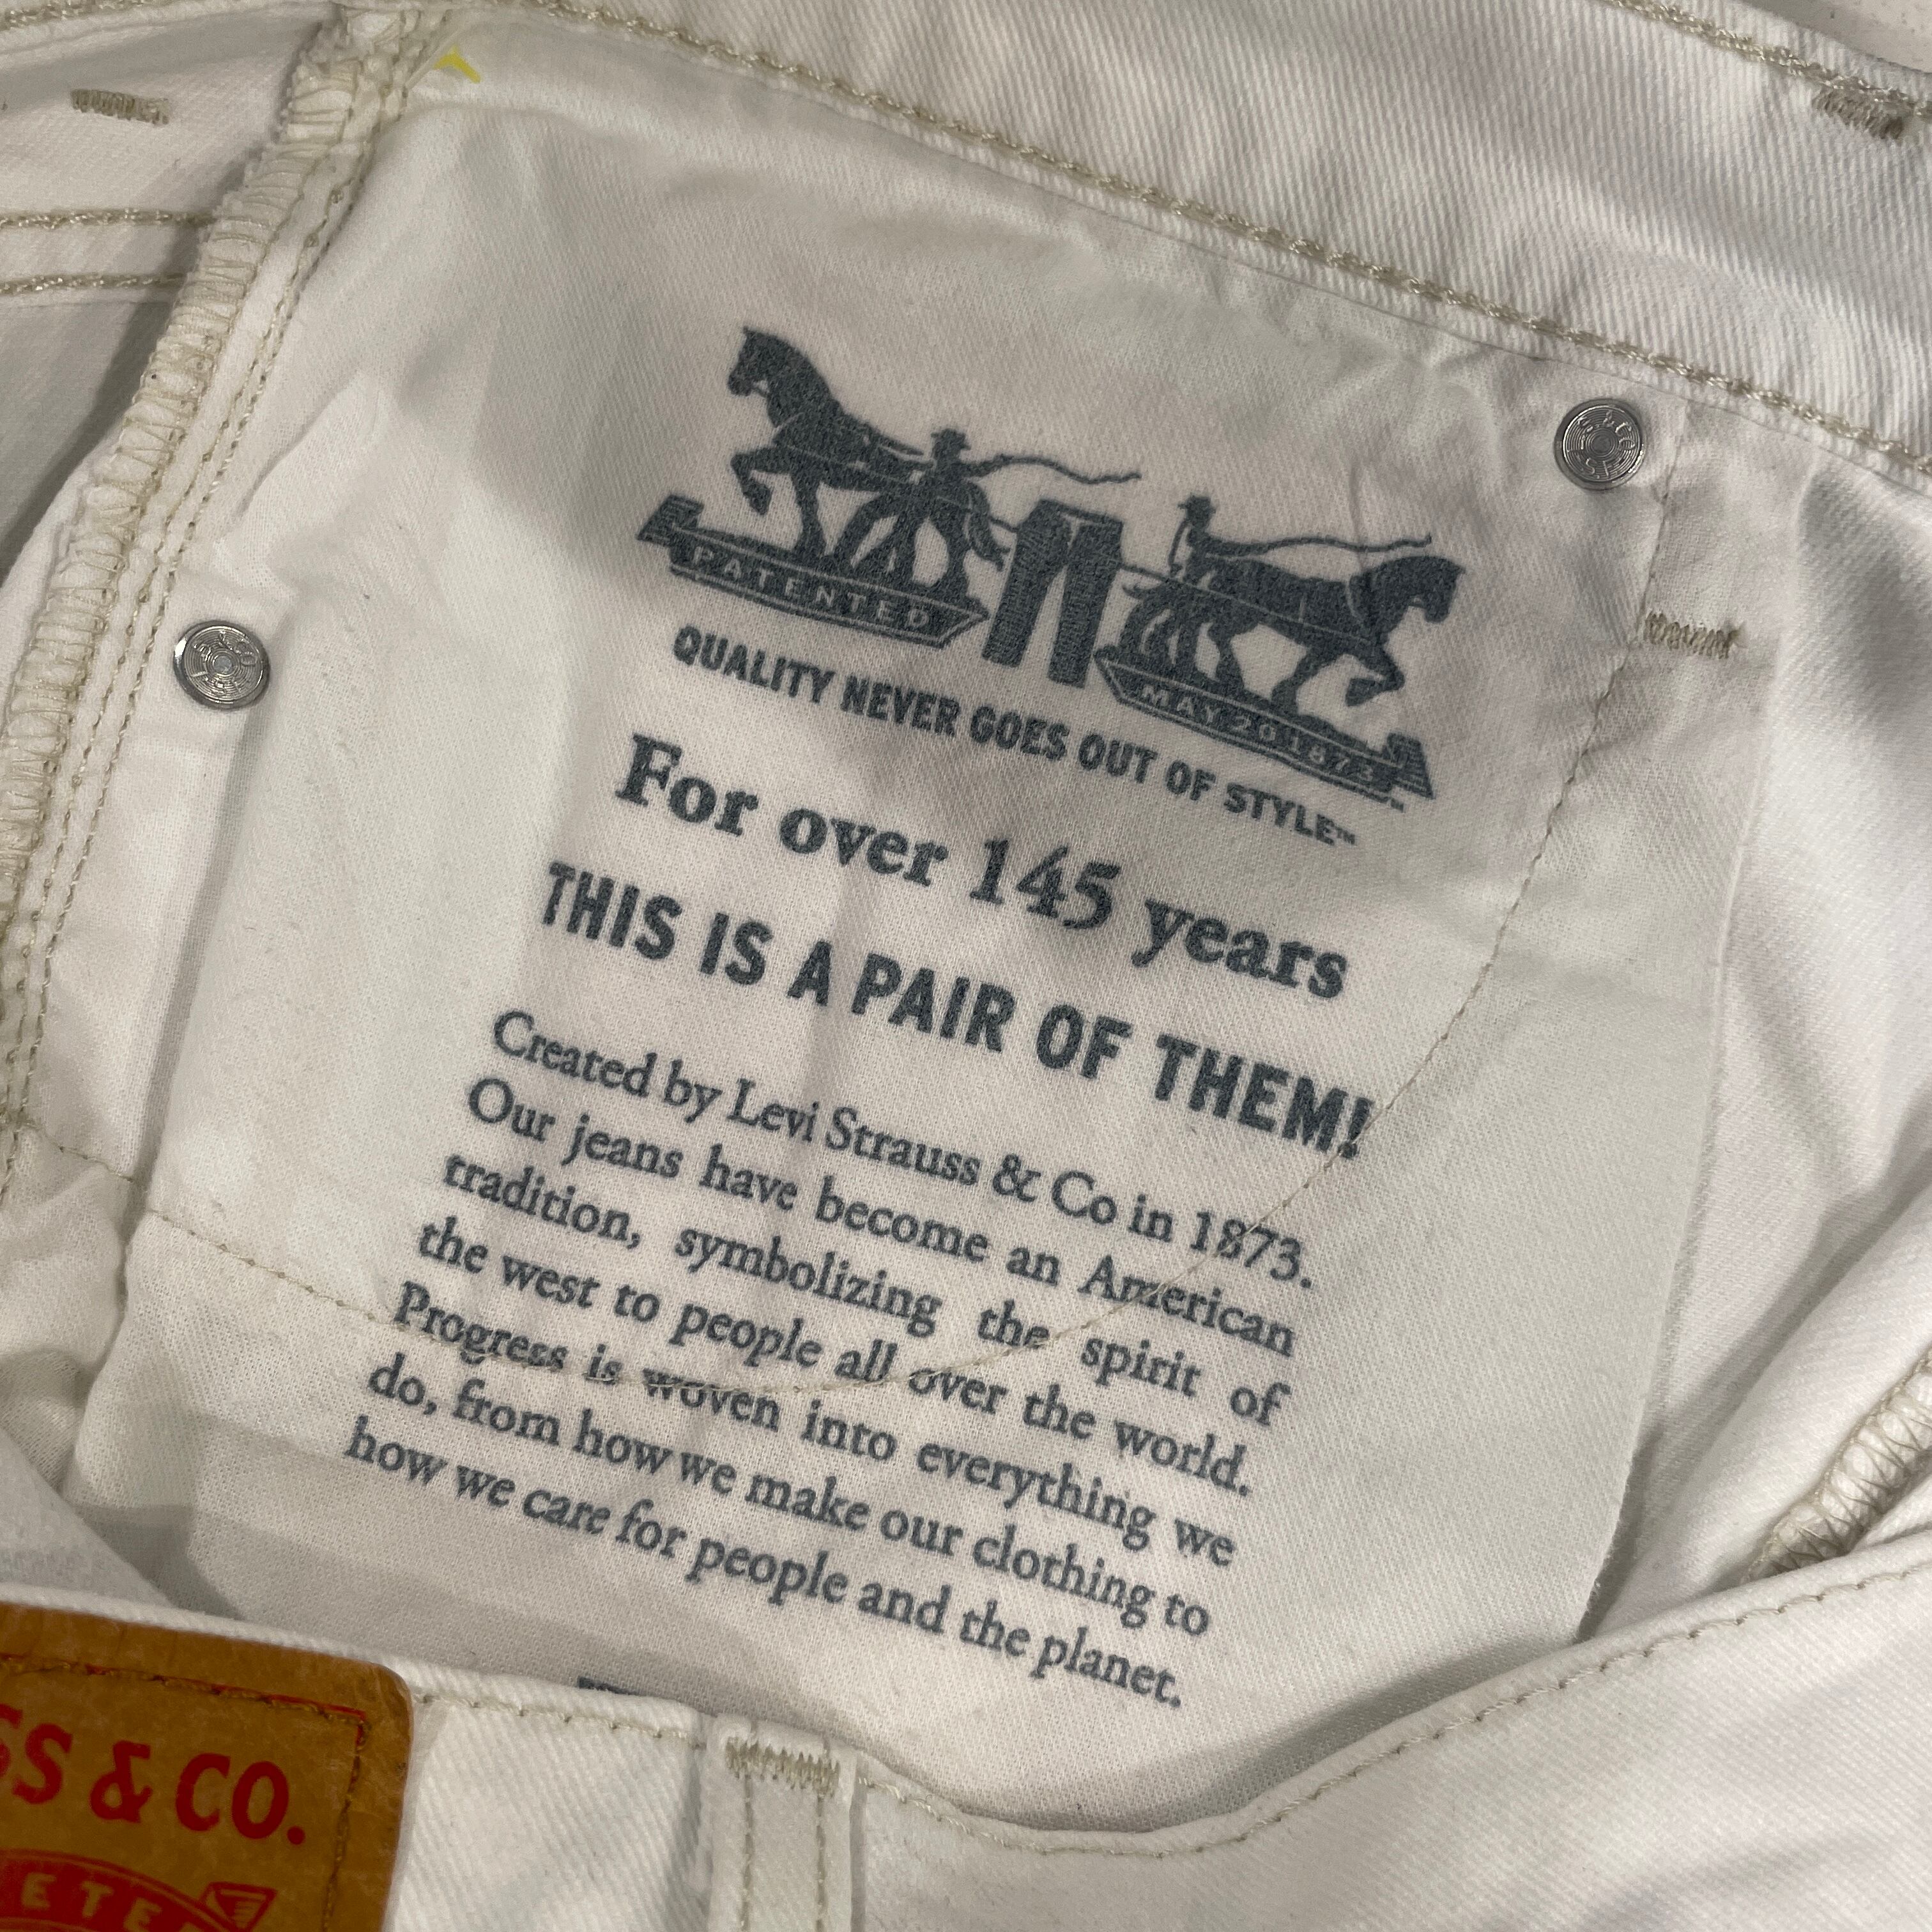 PATENTED
MAY 20 1873
QUALITY NEVER GOES OUT OF STYLE™
For over 145 years
THIS IS A PAIR OF THEM!
Created by Levi Strauss & Co in 1873.
Our jeans have become an American
tradition, symbolizing the spirit of
the west to people all over the world.
Progress is woven into everything we
do, from how we make our clothing to
how we care for people and the planet.
SS & CO.